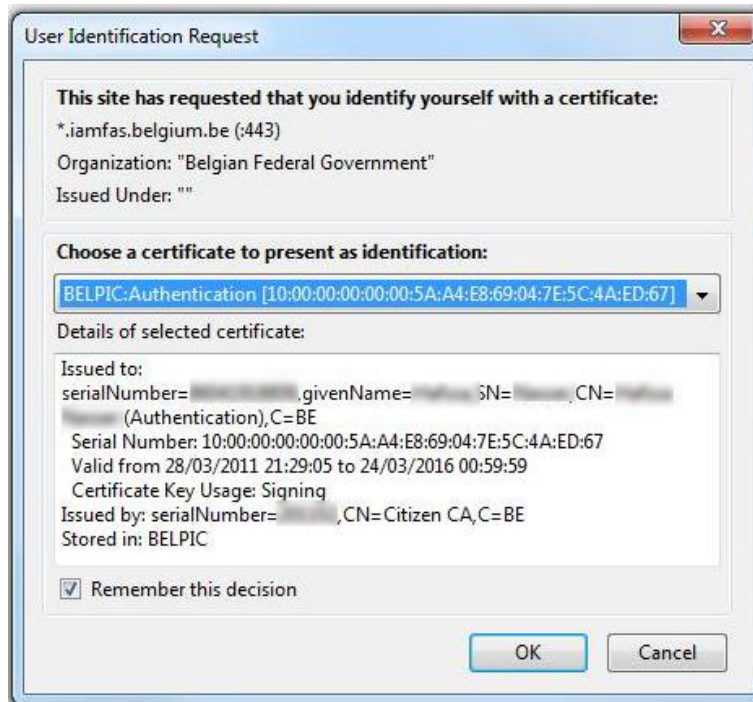 User Identification Request
This site has requested that you identify yourself with a certificate:
*.iamfas.belgium.be (:443)
Organization: "Belgian Federal Government"
Issued Under: ""
Choose a certificate to present as identification:
BELPIC:Authentication [10:00:00:00:00:00:5A:A4:E8:69:04:7E:5C:4A:ED:67]
Details of selected certificate:
Issued to:
serialNumber= ,givenName= SN= ,CN=
(Authentication),C=BE
Serial Number: 10:00:00:00:00:00:5A:A4:E8:69:04:7E:5C:4A:ED:67
Valid from 28/03/2011 21:29:05 to 24/03/2016 00:59:59
Certificate Key Usage: Signing
Issued by: serialNumber= ,CN=Citizen CA,C=BE
Stored in: BELPIC
Remember this decision
OK
Cancel